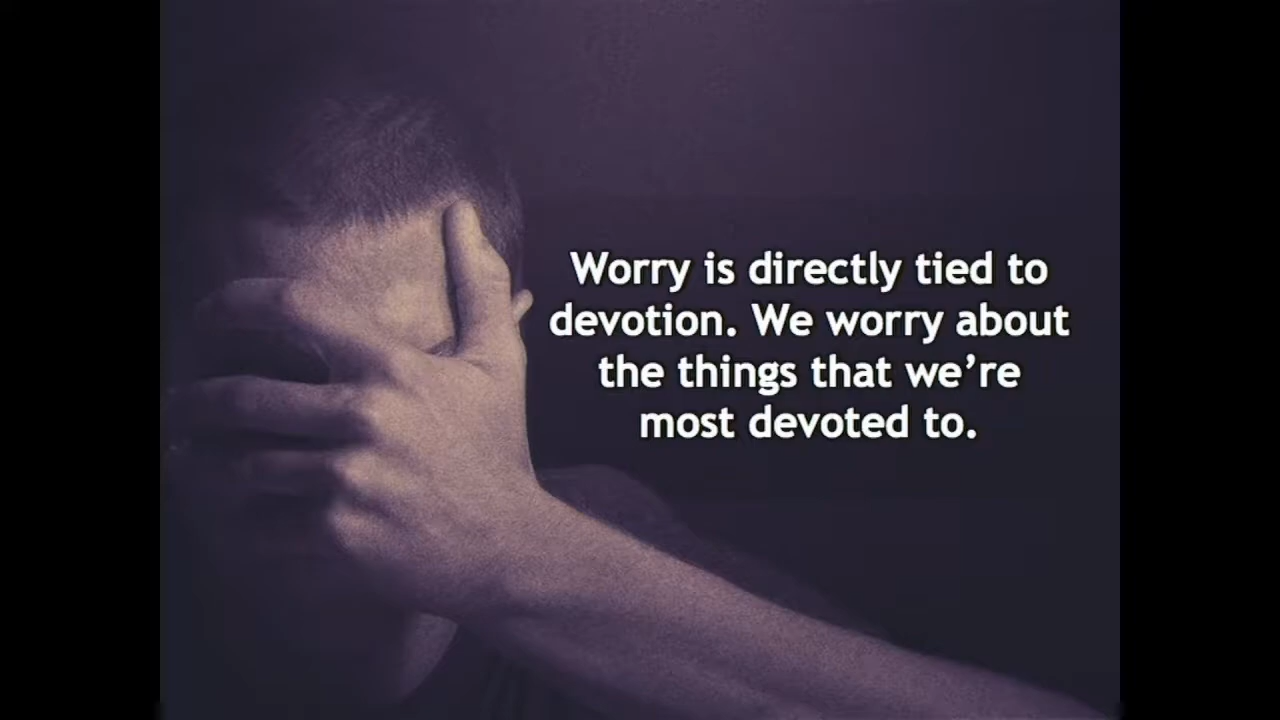 Worry is directly tied to
devotion. We worry about
the things that we’re
most devoted to.